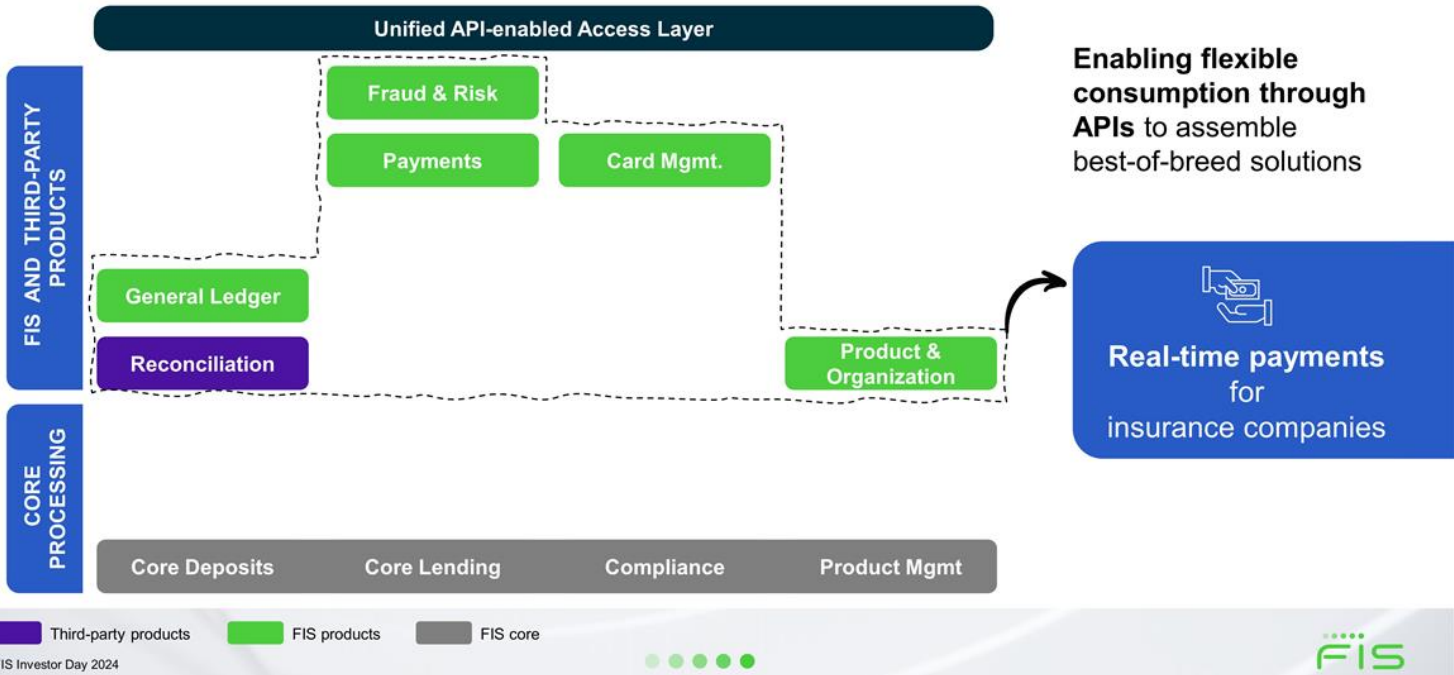 Unified API-enabled Access Layer
FIS AND THIRD-PARTY
PRODUCTS
Fraud & Risk
Payments
Card Mgmt.
General Ledger
Reconciliation
Product &
Organization
CORE
PROCESSING
Core Deposits
Core Lending
Compliance
Product Mgmt
Enabling flexible
consumption through
APIs to assemble
best-of-breed solutions
Real-time payments
for
insurance companies
Third-party products
FIS products
FIS core
IS Investor Day 2024
FIS